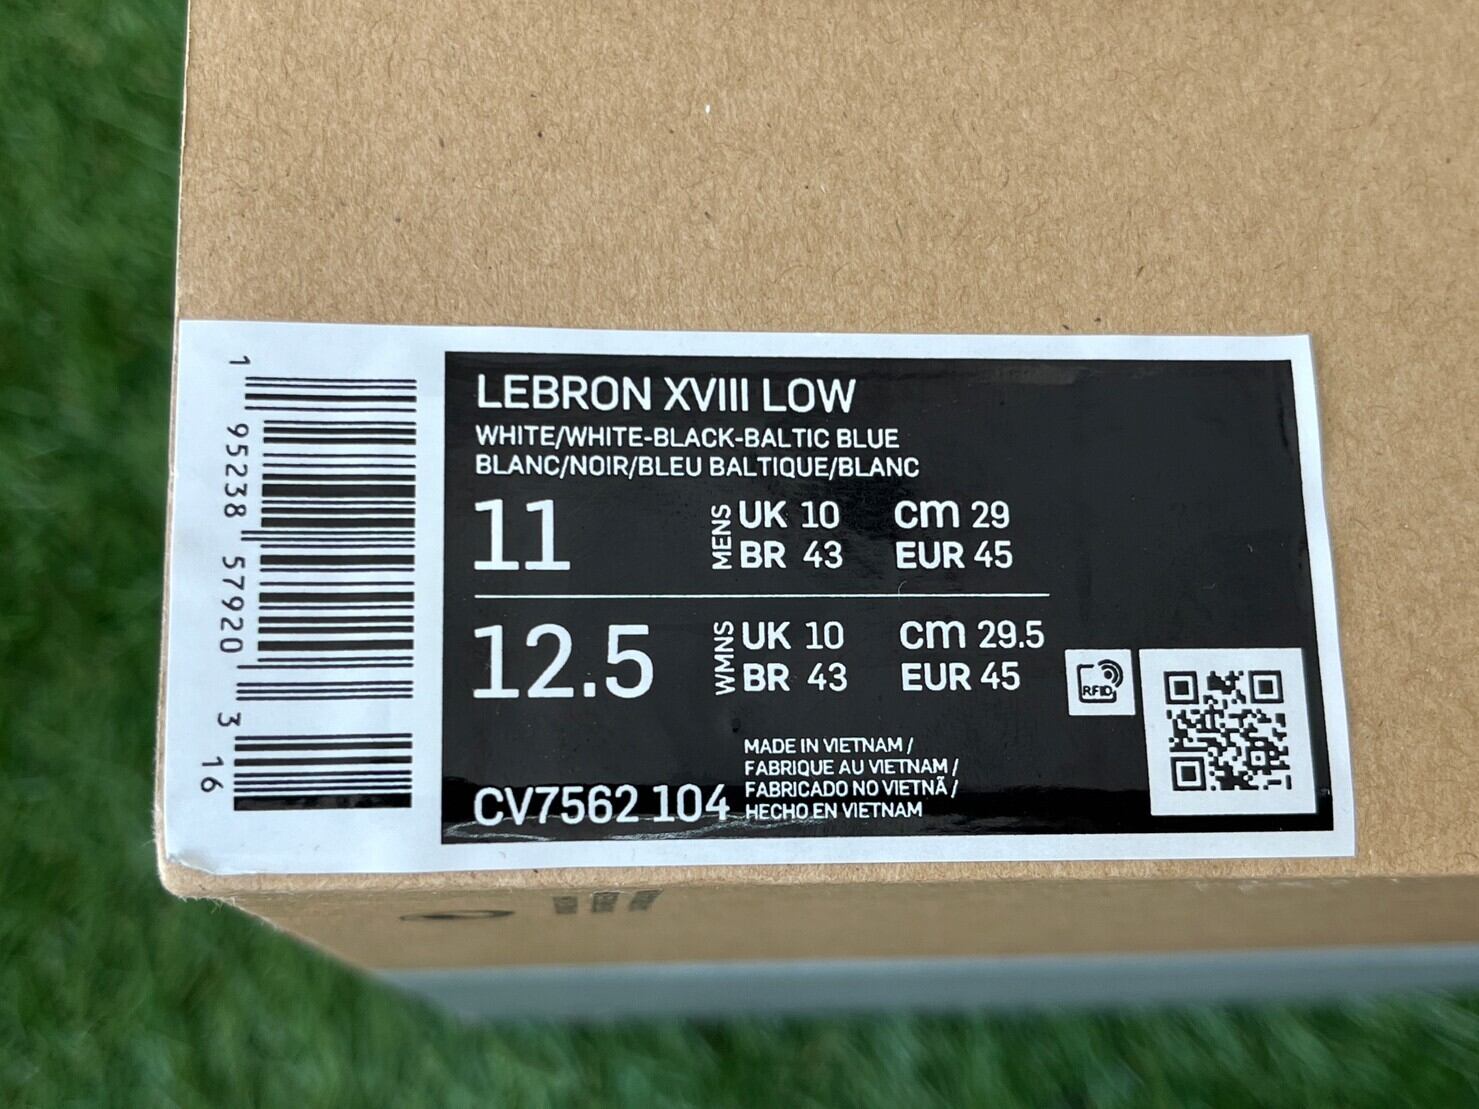 LEBRON XVIII LOW
WHITE/WHITE-BLACK-BALTIC BLUE
BLANC/NOIR/BLEU BALTIQUE/BLANC
11
MENS
UK 10 cm 29
BR 43 EUR 45
12.5
WMNS
UK 10 cm 29.5
BR 43 EUR 45
RFID
MADE IN VIETNAM /
FABRIQUE AU VIETNAM /
FABRICADO NO VIETNÃ /
HECHO EN VIETNAM
CV7562 104
1 95238 57920 3 16